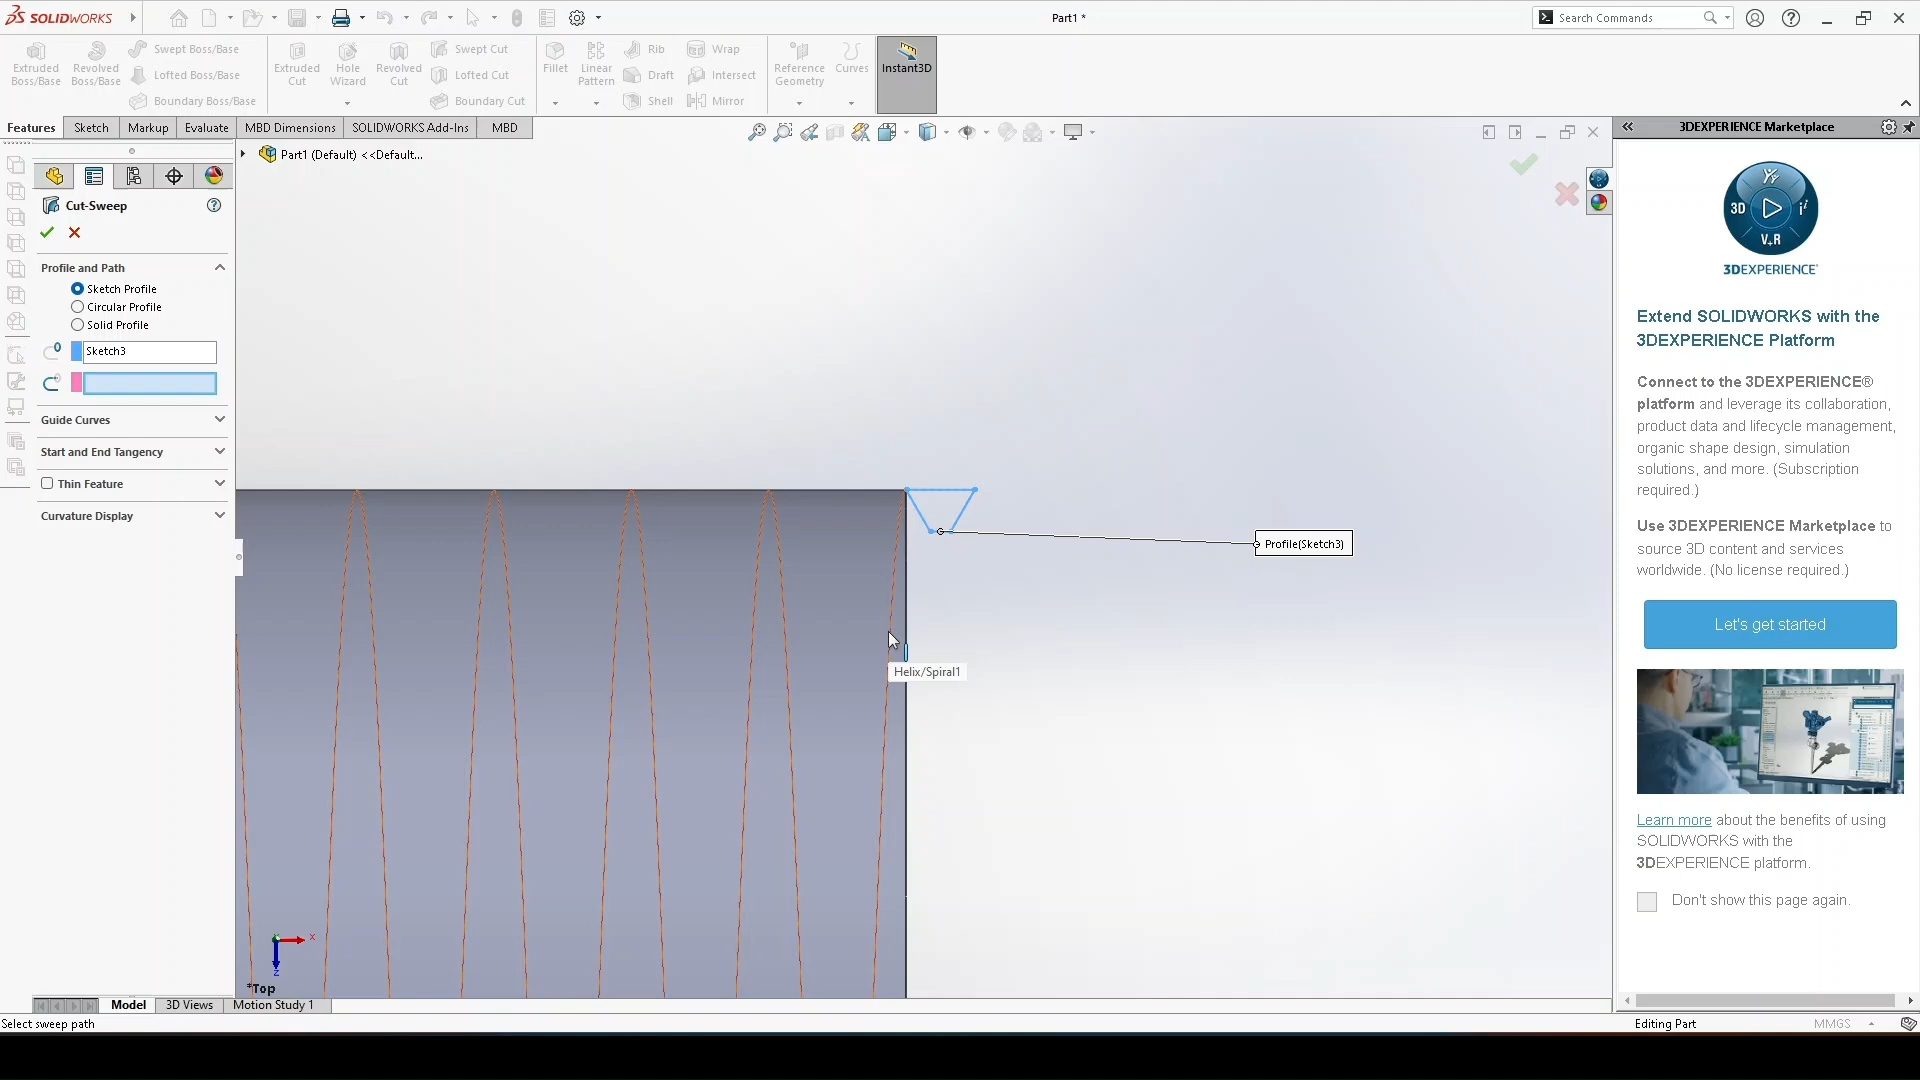 SOLIDWORKS
Part1 *
Search Commands
Extruded Boss/Base
Revolved Boss/Base
Swept Boss/Base
Lofted Boss/Base
Boundary Boss/Base
Extruded Cut
Hole Wizard
Revolved Cut
Swept Cut
Lofted Cut
Boundary Cut
Fillet
Linear Pattern
Rib
Draft
Shell
Wrap
Intersect
Mirror
Reference Geometry
Curves
Instant3D
Features
Sketch
Markup
Evaluate
MBD Dimensions
SOLIDWORKS Add-Ins
MBD
3DEXPERIENCE Marketplace
Part1 (Default) <<Default...
Cut-Sweep
Profile and Path
Sketch Profile
Circular Profile
Solid Profile
Sketch3
Guide Curves
Start and End Tangency
Thin Feature
Curvature Display
Profile(Sketch3)
Helix/Spiral1
X
Z
*Top
3D
V.R
3DEXPERIENCE
Extend SOLIDWORKS with the
3DEXPERIENCE Platform
Connect to the 3DEXPERIENCE®
platform and leverage its collaboration,
product data and lifecycle management,
organic shape design, simulation
solutions, and more. (Subscription
required.)
Use 3DEXPERIENCE Marketplace to
source 3D content and services
worldwide. (No license required.)
Let's get started
Learn more about the benefits of using
SOLIDWORKS with the
3DEXPERIENCE platform.
Don't show this page again.
Model
3D Views
Motion Study 1
Select sweep path
Editing Part
MMGS